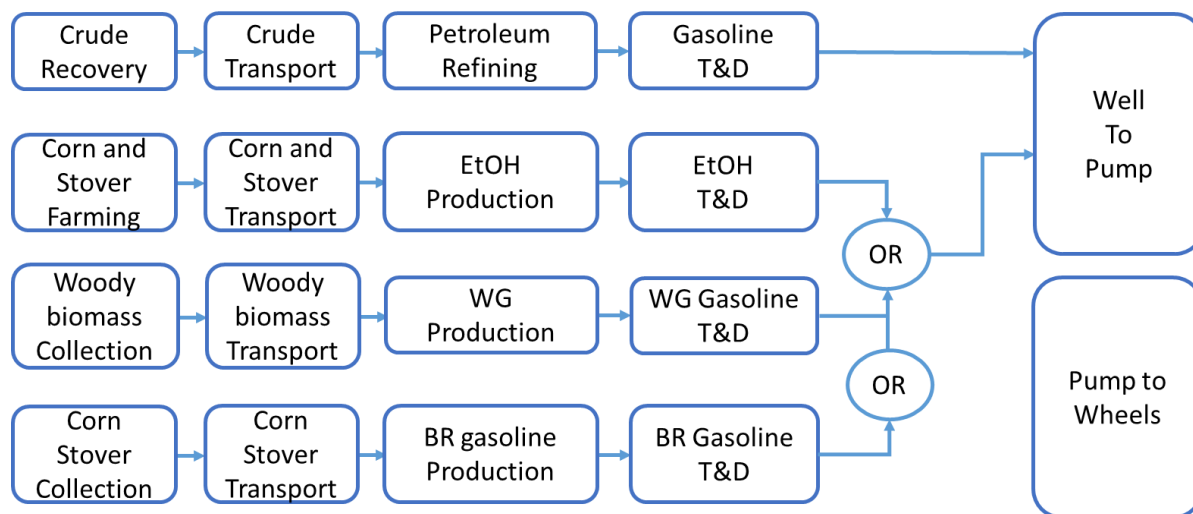 Crude
Recovery
Crude
Transport
Petroleum
Refining
Gasoline
T&D
Well
To
Pump
Corn and
Stover
Farming
Corn and
Stover
Transport
EtOH
Production
EtOH
T&D
OR
Woody
biomass
Collection
Woody
biomass
Transport
WG
Production
WG Gasoline
T&D
OR
Pump to
Wheels
Corn
Stover
Collection
Corn
Stover
Transport
BR gasoline
Production
BR Gasoline
T&D